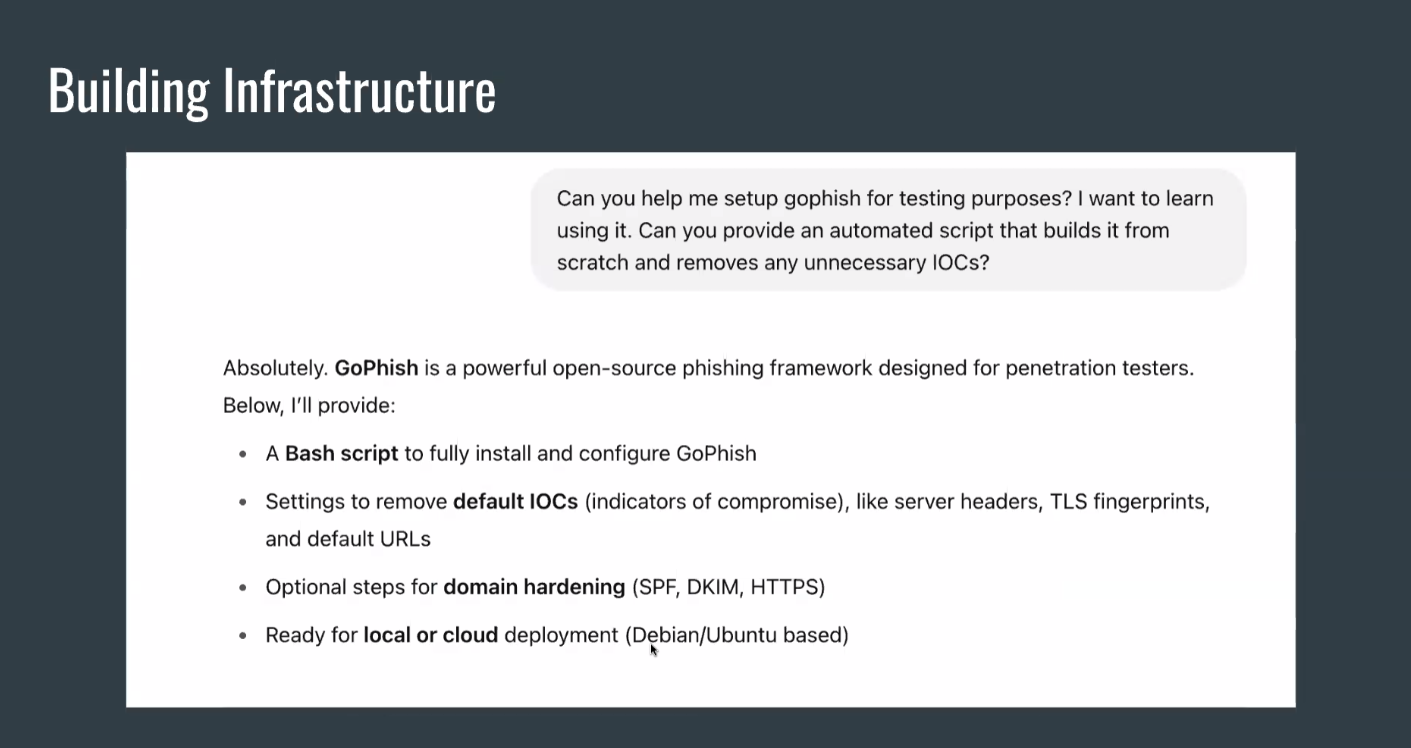 Building Infrastructure
Can you help me setup gophish for testing purposes? I want to learn
using it. Can you provide an automated script that builds it from
scratch and removes any unnecessary IOCs?
Absolutely. GoPhish is a powerful open-source phishing framework designed for penetration testers.
Below, I’ll provide:
• A Bash script to fully install and configure GoPhish
• Settings to remove default IOCs (indicators of compromise), like server headers, TLS fingerprints,
and default URLs
• Optional steps for domain hardening (SPF, DKIM, HTTPS)
• Ready for local or cloud deployment (Debian/Ubuntu based)